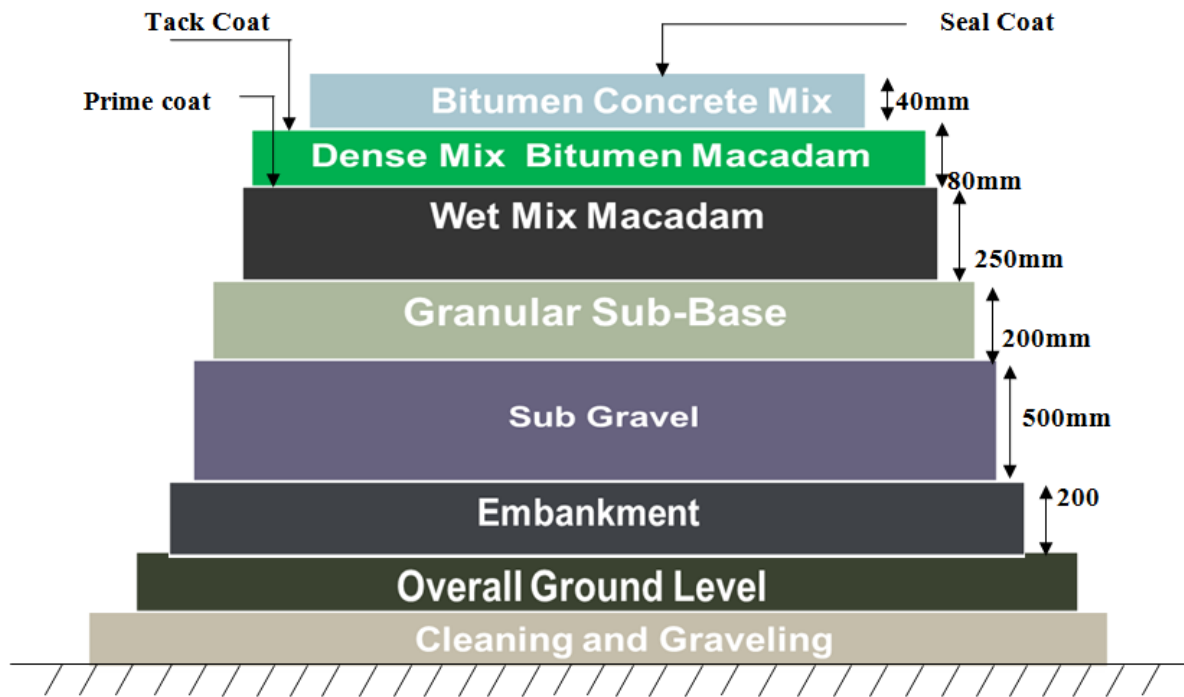 Tack Coat
Seal Coat
Prime coat
Bitumen Concrete Mix
40mm
Dense Mix Bitumen Macadam
80mm
Wet Mix Macadam
250mm
Granular Sub-Base
200mm
Sub Gravel
500mm
Embankment
200
Overall Ground Level
Cleaning and Graveling